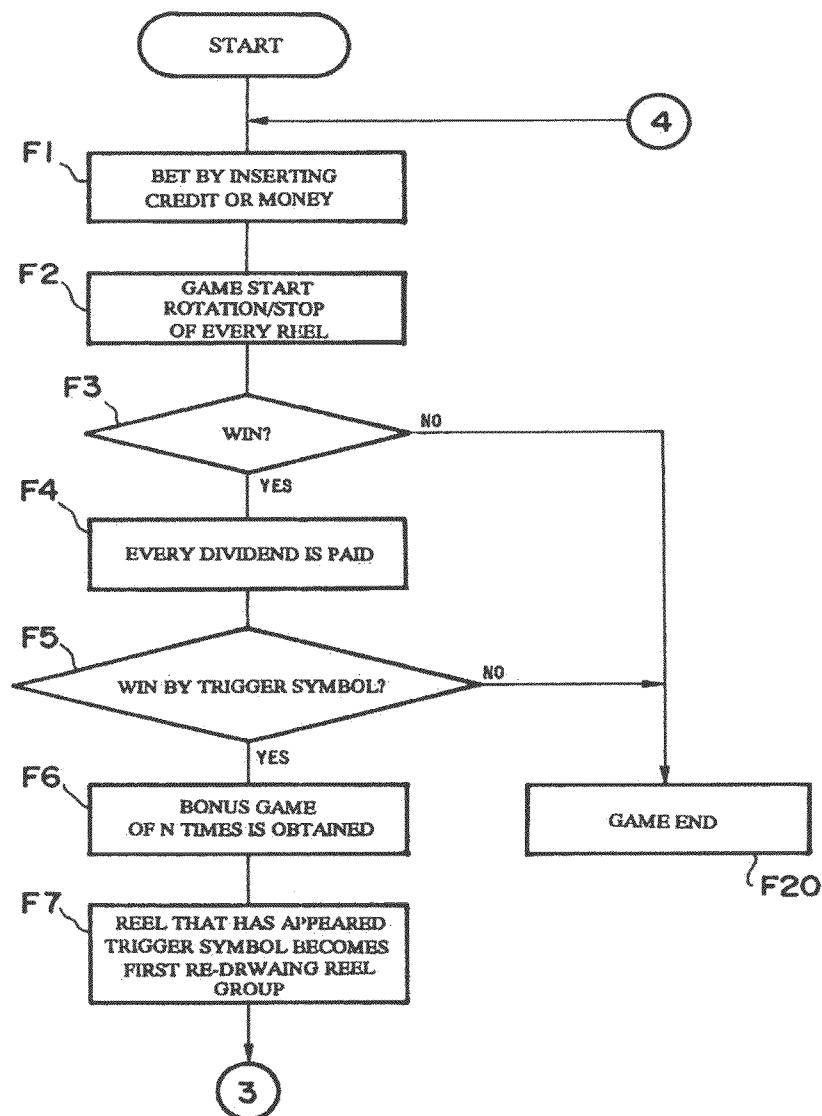 START
4
F1
BET BY INSERTING
CREDIT OR MONEY
F2
GAME START
ROTATION/STOP
OF EVERY REEL
F3
WIN?
NO
YES
F4
EVERY DIVIDEND IS PAID
F5
WIN BY TRIGGER SYMBOL?
NO
YES
F6
BONUS GAME
OF N TIMES IS OBTAINED
GAME END
F20
F7
REEL THAT HAS APPEARED
TRIGGER SYMBOL BECOMES
FIRST RE-DRWAING REEL
GROUP
3